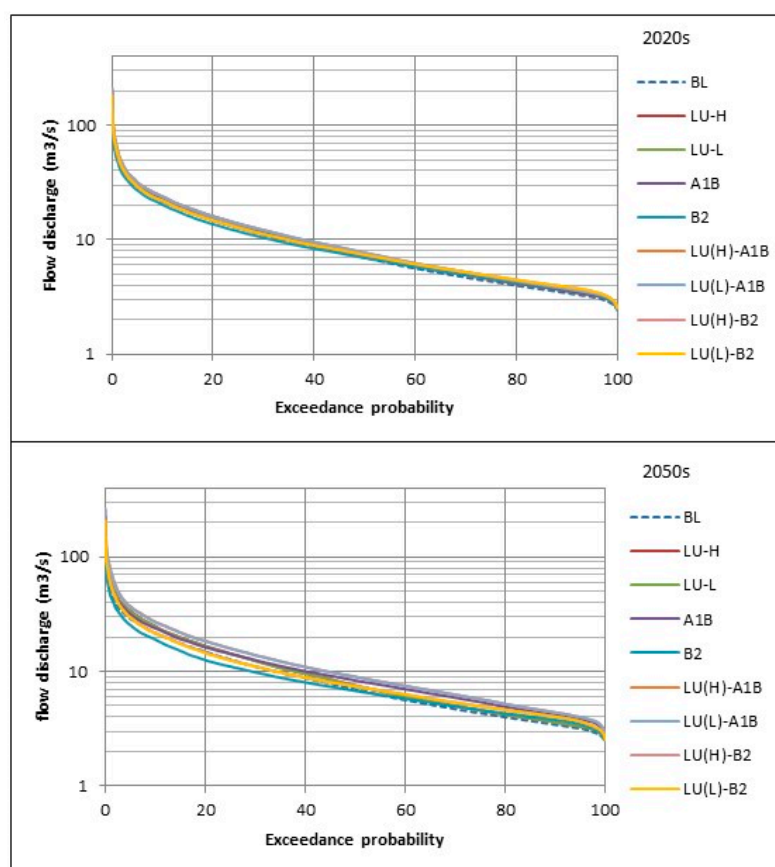 2020s
BL
LU-H
LU-L
A1B
B2
LU(H)-A1B
LU(L)-A1B
LU(H)-B2
LU(L)-B2
Flow discharge (m3/s)
100
10
1
0 20 40 60 80 100
Exceedance probability
2050s
BL
LU-H
LU-L
A1B
B2
LU(H)-A1B
LU(L)-A1B
LU(H)-B2
LU(L)-B2
flow discharge (m3/s)
100
10
1
0 20 40 60 80 100
Exceedance probability